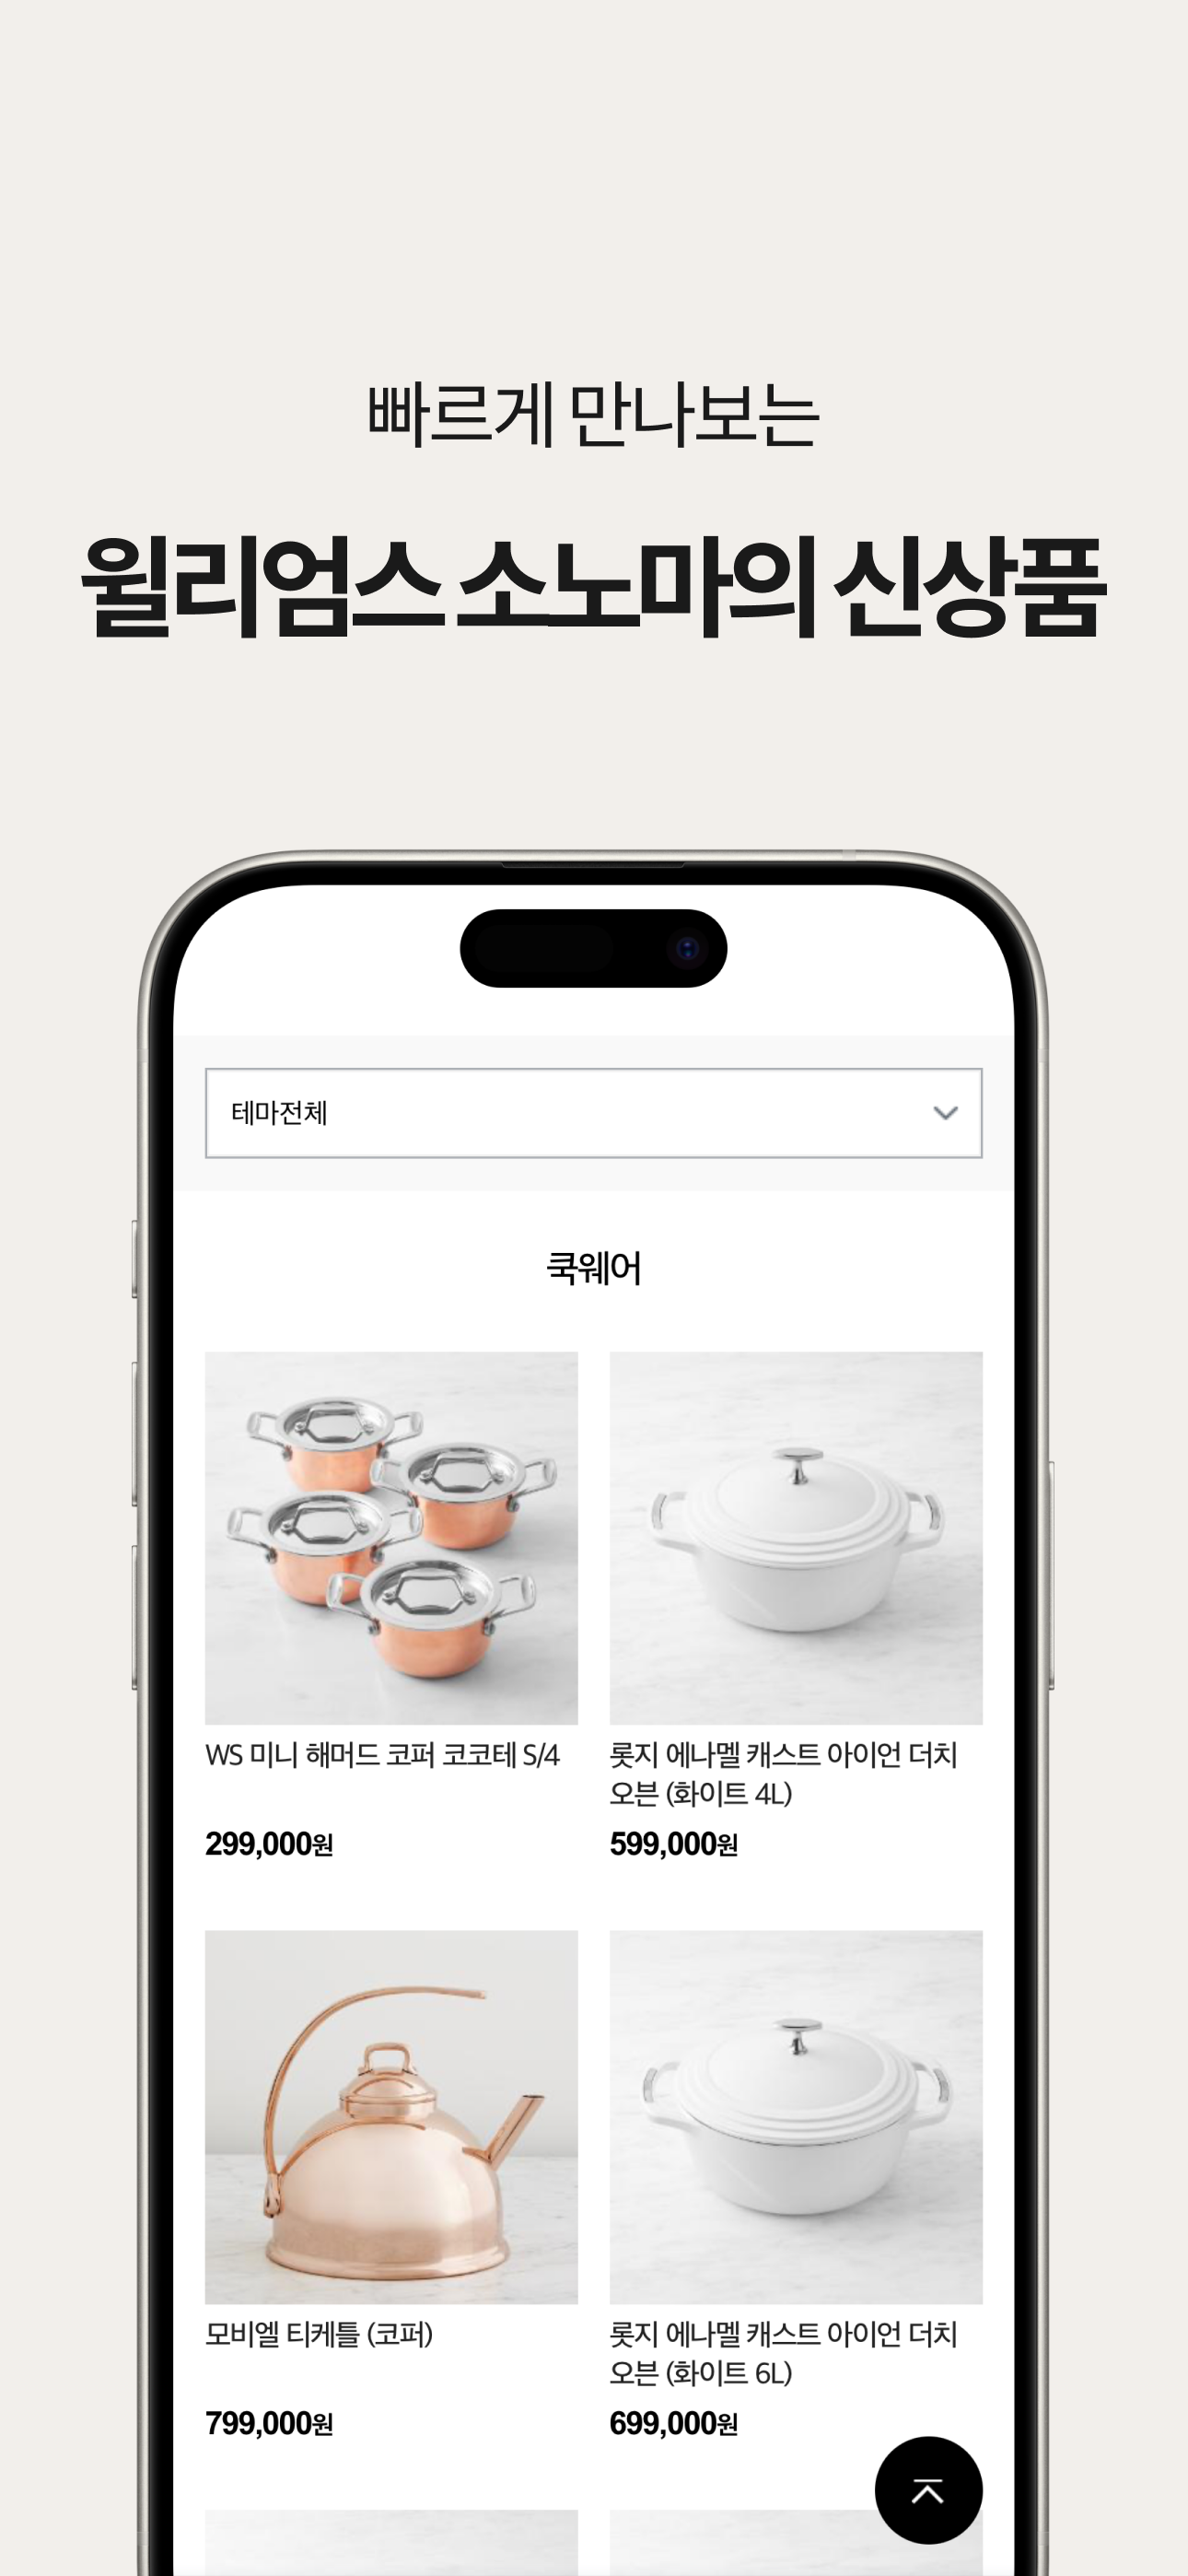 빠르게 만나보는
윌리엄스 소노마의 신상품
테마전체
쿡웨어
WS 미니 해머드 코퍼 코코테 S/4
299,000원
롯지 에나멜 캐스트 아이언 더치
오븐 (화이트 4L)
599,000원
모비엘 티케틀 (코퍼)
799,000원
롯지 에나멜 캐스트 아이언 더치
오븐 (화이트 6L)
699,000원